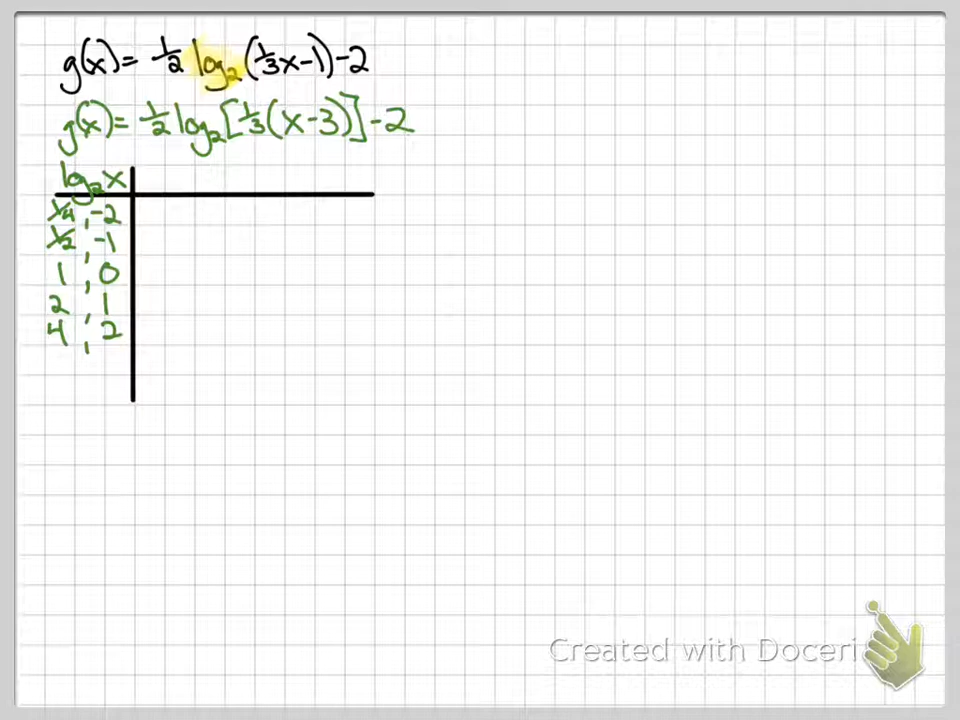 g(x)= 1/2 log₂(1/3x-1)-2
g(x)= 1/2 log₂[1/3(x-3)]-2
log₂x
1/4, -2
1/2, -1
1, 0
2, 1
4, 2
Created with Doceri